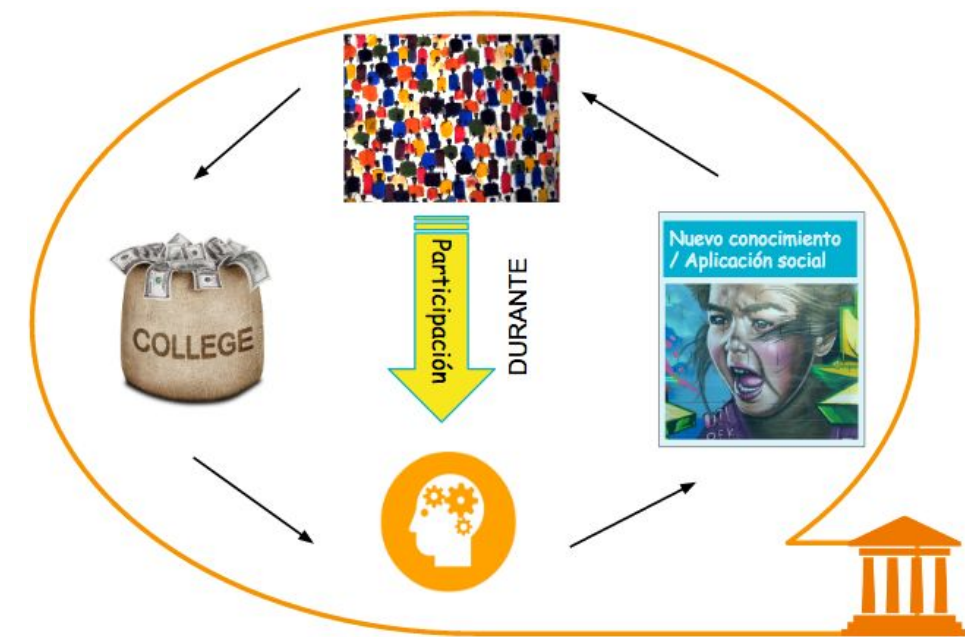 Participación
DURANTE
COLLEGE
Nuevo conocimiento
/ Aplicación social